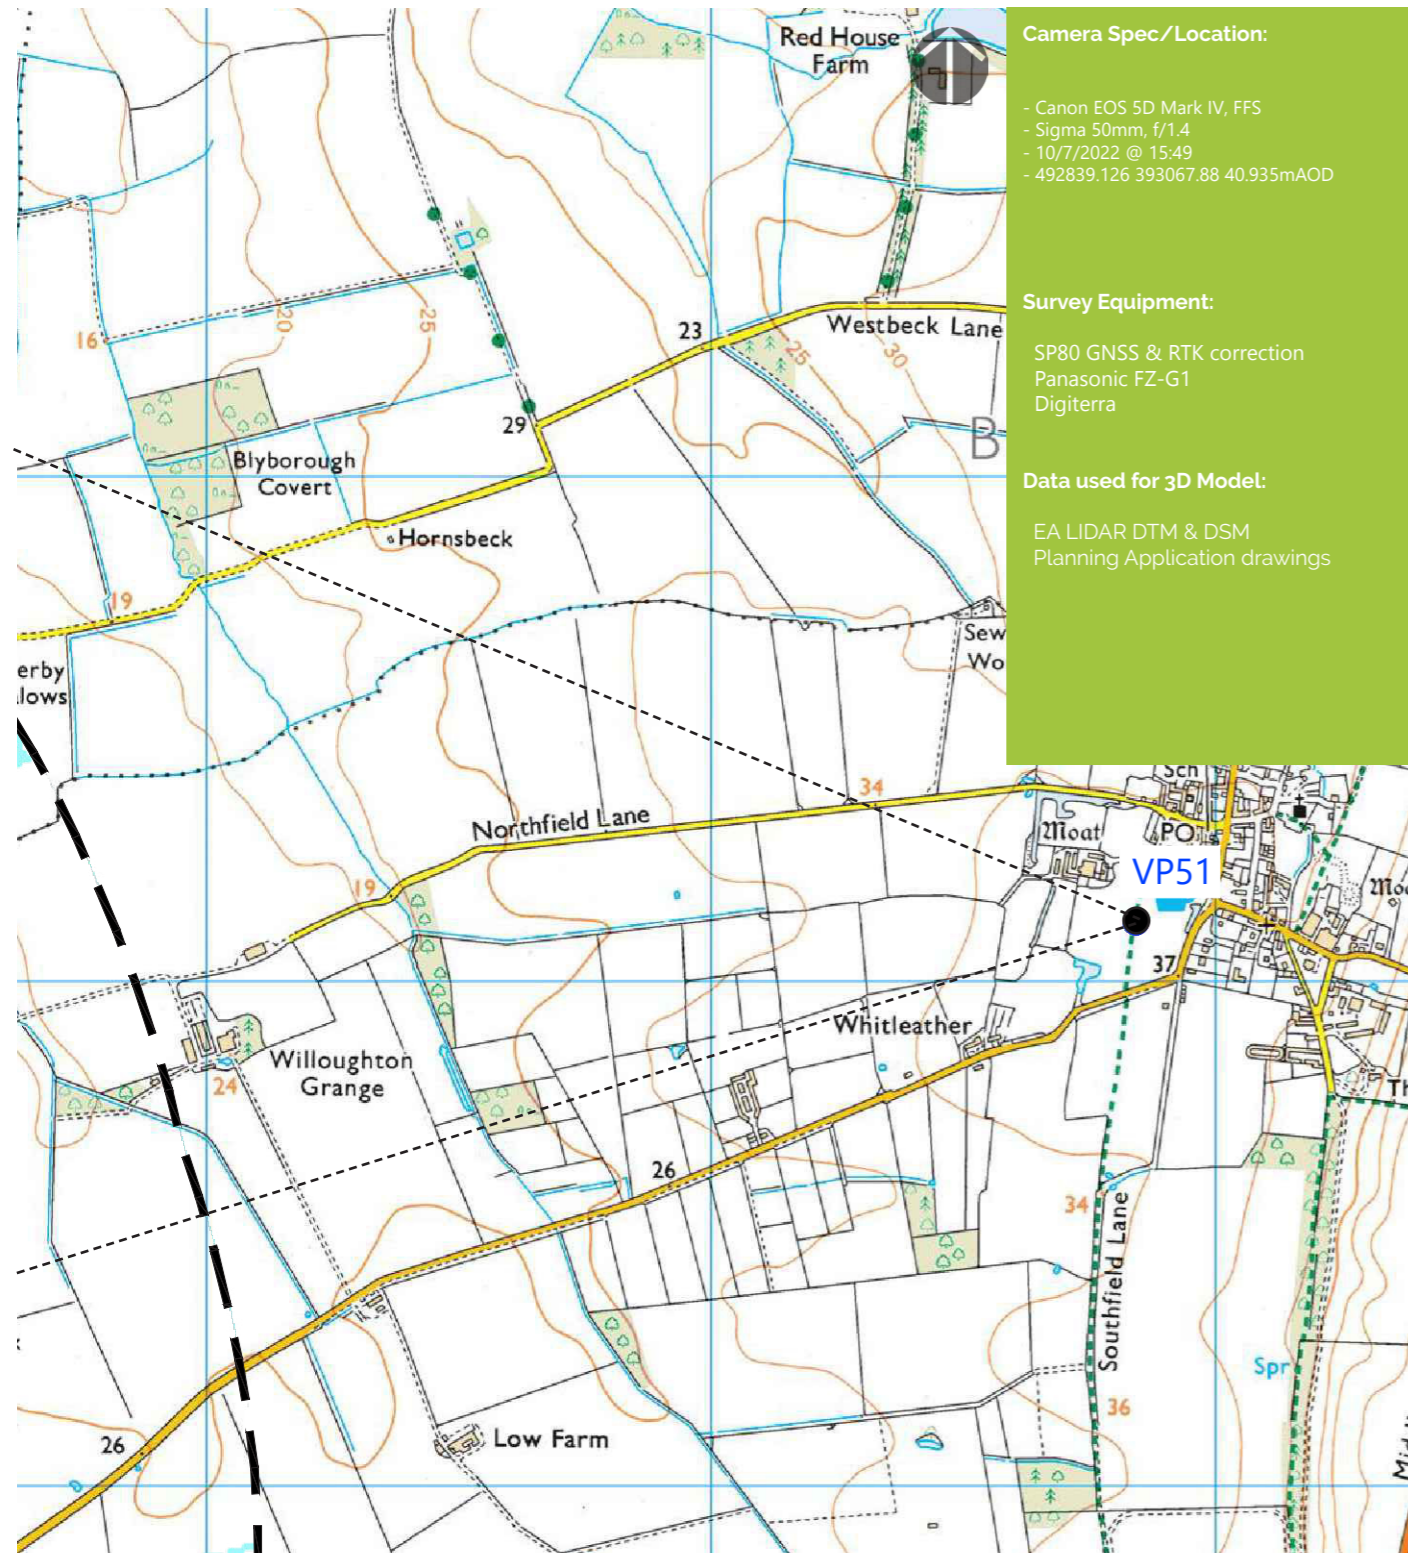 Red House
Farm
Camera Spec/Location:
- Canon EOS 5D Mark IV, FFS
- Sigma 50mm, f/1.4
- 10/7/2022 @ 15:49
- 492839.126 393067.88 40.935mAOD
Survey Equipment:
SP80 GNSS & RTK correction
Panasonic FZ-G1
Digiterra
Data used for 3D Model:
EA LIDAR DTM & DSM
Planning Application drawings
16
20
25
23
Westbeck Lane
25
30
29
B
Blyborough
Covert
Hornsbeck
19
Sew
Wo
erby
lows
Sch
34
Northfield Lane
Moat
PO
VP51
Mo
19
37
Whitleather
Willoughton
Grange
24
Th
26
34
Southfield Lane
Spr
36
26
Low Farm